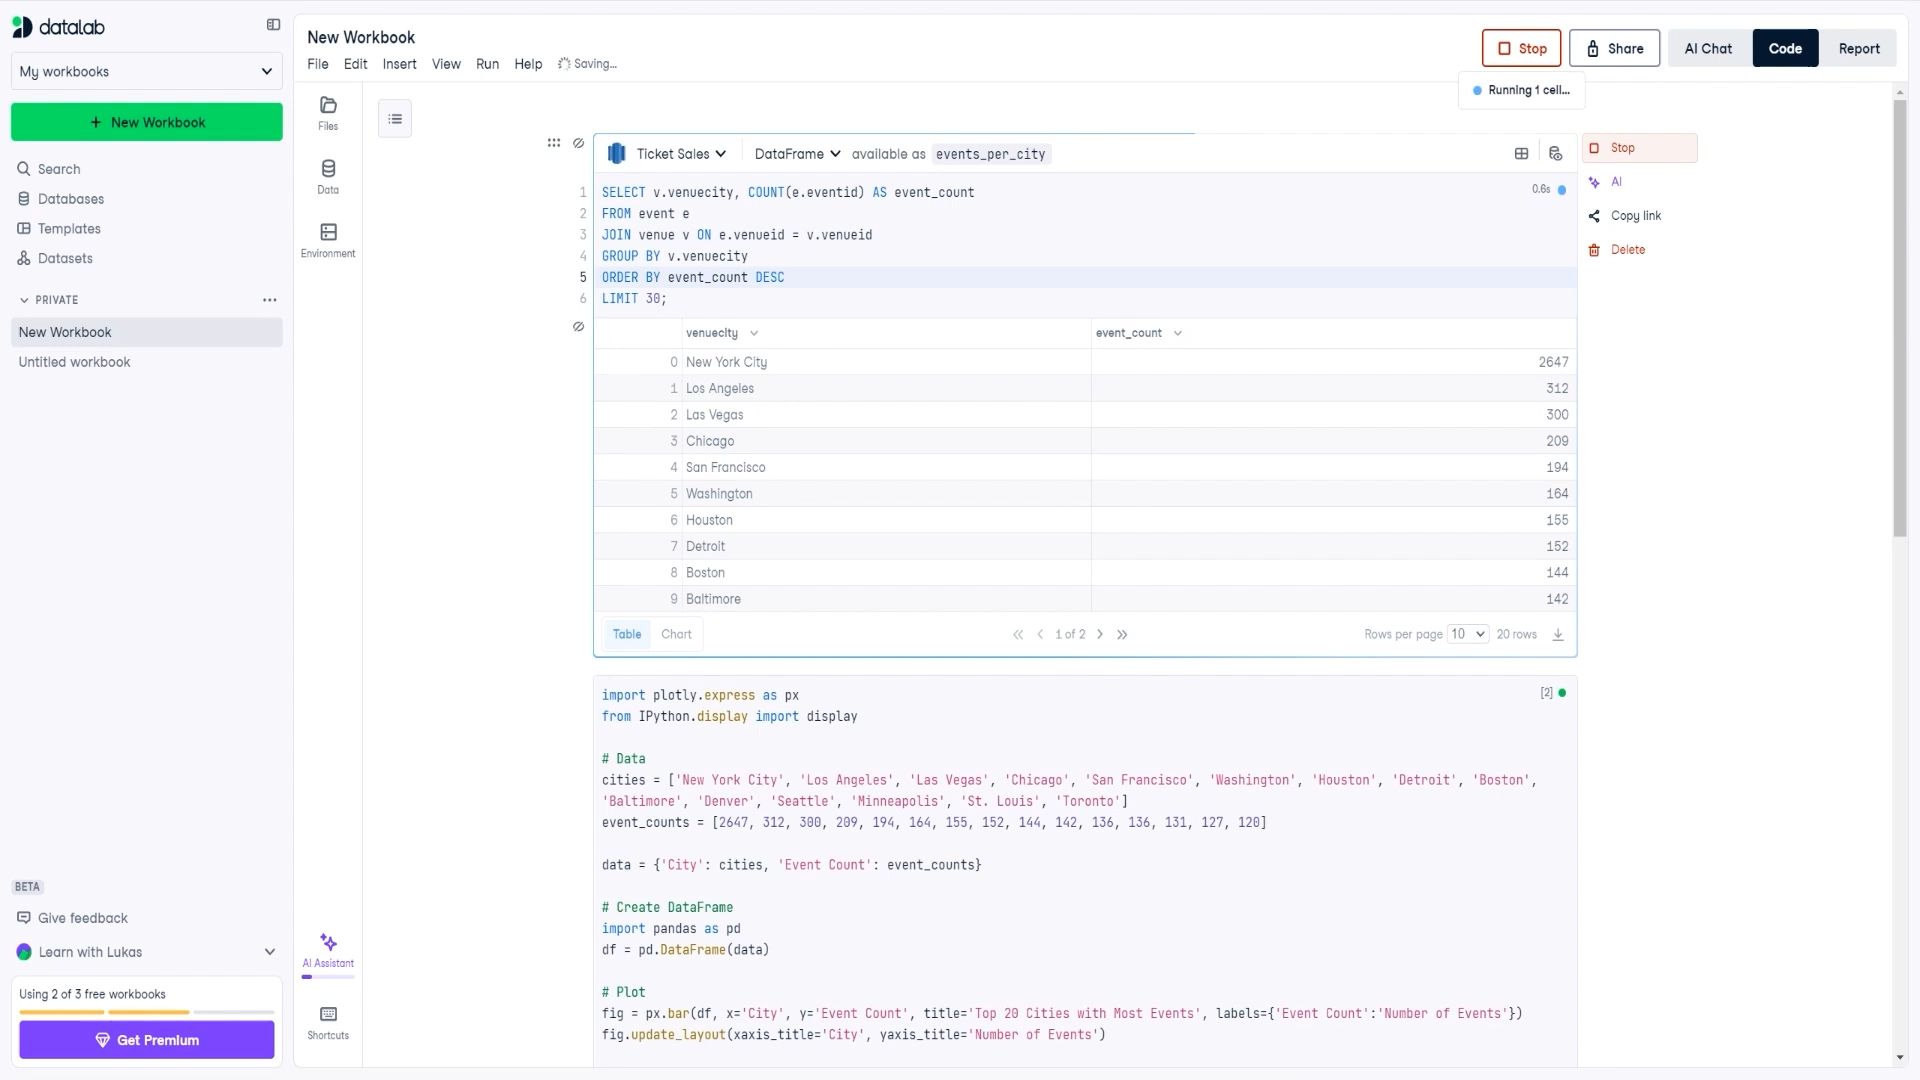 datalab
My workbooks
+ New Workbook
Search
Databases
Templates
Datasets
PRIVATE
New Workbook
Untitled workbook
BETA
Give feedback
Learn with Lukas
Using 2 of 3 free workbooks
Get Premium
New Workbook
File Edit Insert View Run Help Saving...
Stop
Share
AI Chat
Code
Report
Running 1 cell...
Files
Data
Environment
AI Assistant
Shortcuts
Ticket Sales DataFrame available as events_per_city
0.6s
1 SELECT v.venuecity, COUNT(e.eventid) AS event_count
2 FROM event e
3 JOIN venue v ON e.venueid = v.venueid
4 GROUP BY v.venuecity
5 ORDER BY event_count DESC
6 LIMIT 30;
Stop
AI
Copy link
Delete
venuecity event_count
0 New York City 2647
1 Los Angeles 312
2 Las Vegas 300
3 Chicago 209
4 San Francisco 194
5 Washington 164
6 Houston 155
7 Detroit 152
8 Boston 144
9 Baltimore 142
Table Chart 1 of 2 Rows per page 10 20 rows
[2]
import plotly.express as px
from IPython.display import display
# Data
cities = ['New York City', 'Los Angeles', 'Las Vegas', 'Chicago', 'San Francisco', 'Washington', 'Houston', 'Detroit', 'Boston',
'Baltimore', 'Denver', 'Seattle', 'Minneapolis', 'St. Louis', 'Toronto']
event_counts = [2647, 312, 300, 209, 194, 164, 155, 152, 144, 142, 136, 136, 131, 127, 120]
data = {'City': cities, 'Event Count': event_counts}
# Create DataFrame
import pandas as pd
df = pd.DataFrame(data)
# Plot
fig = px.bar(df, x='City', y='Event Count', title='Top 20 Cities with Most Events', labels={'Event Count':'Number of Events'})
fig.update_layout(xaxis_title='City', yaxis_title='Number of Events')